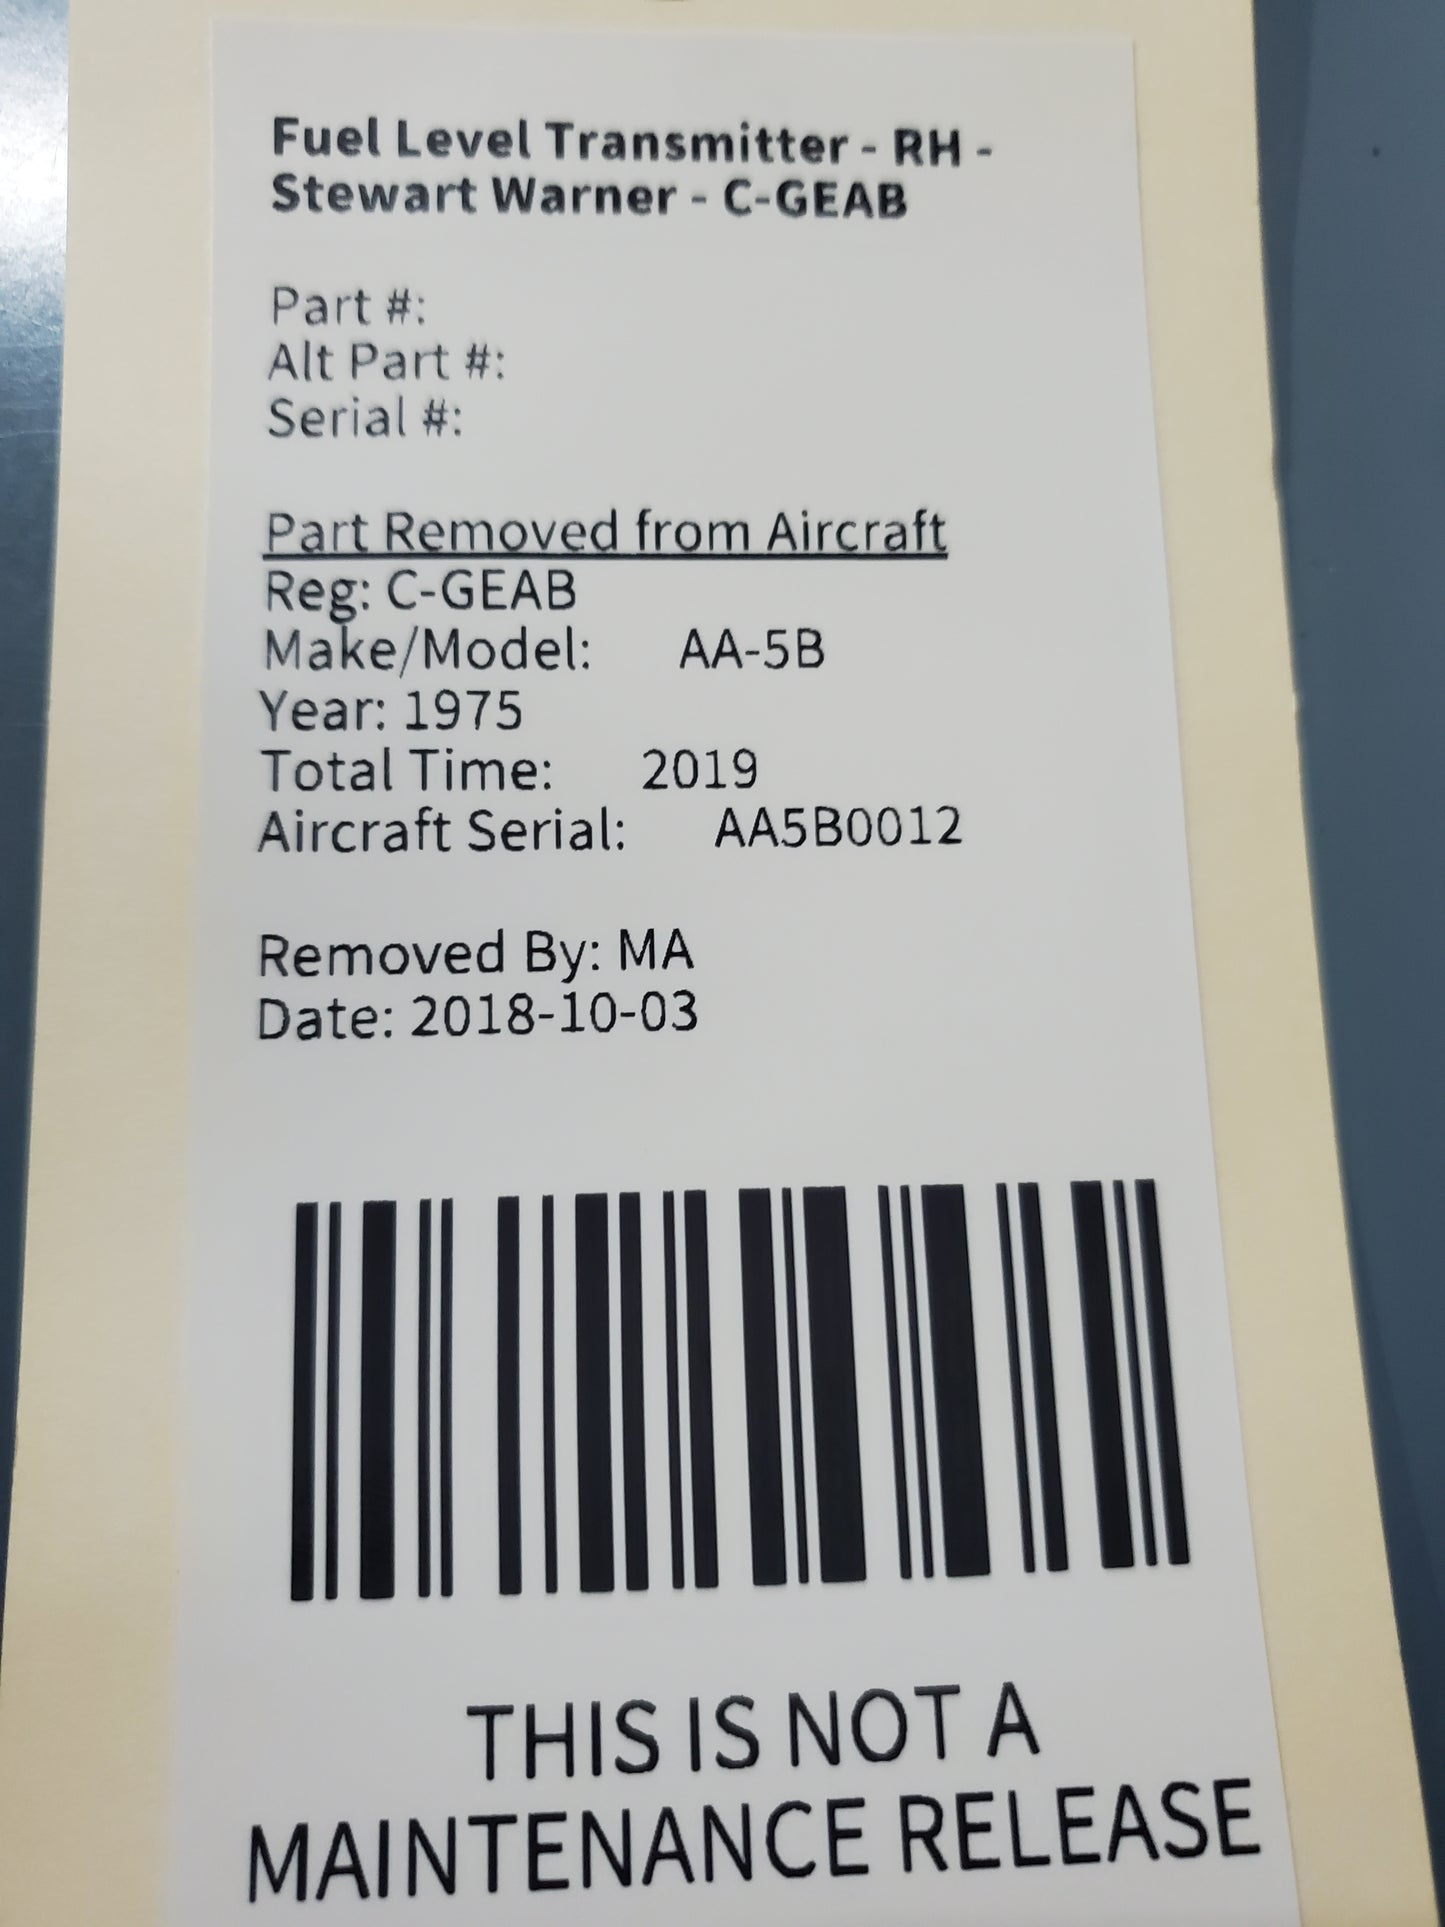 Fuel Level Transmitter - RH -
Stewart Warner - C-GEAB
Part #:
Alt Part #:
Serial #:
Part Removed from Aircraft
Reg: C-GEAB
Make/Model: AA-5B
Year: 1975
Total Time: 2019
Aircraft Serial: AA5B0012
Removed By: MA
Date: 2018-10-03
THIS IS NOT A
MAINTENANCE RELEASE